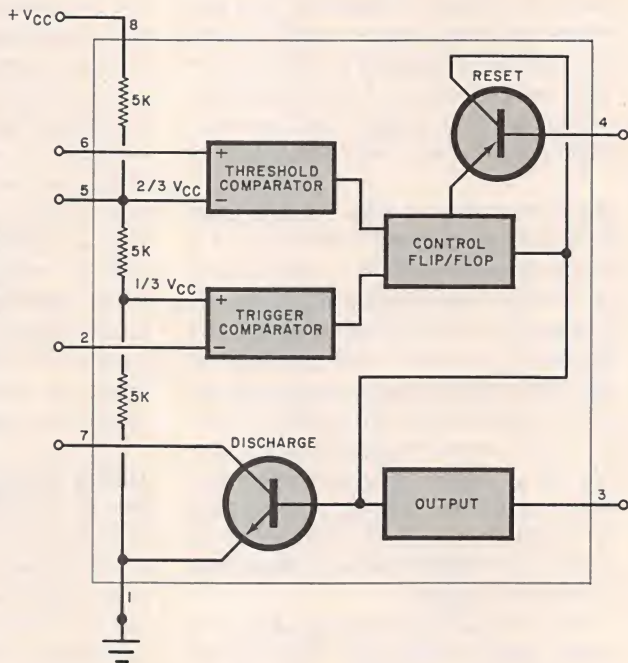 + VCC
8
5K
RESET
4
6
+
THRESHOLD
COMPARATOR
−
5
2/3 VCC
5K
CONTROL
FLIP/FLOP
1/3 VCC
+
TRIGGER
COMPARATOR
−
2
5K
7
DISCHARGE
OUTPUT
3
1